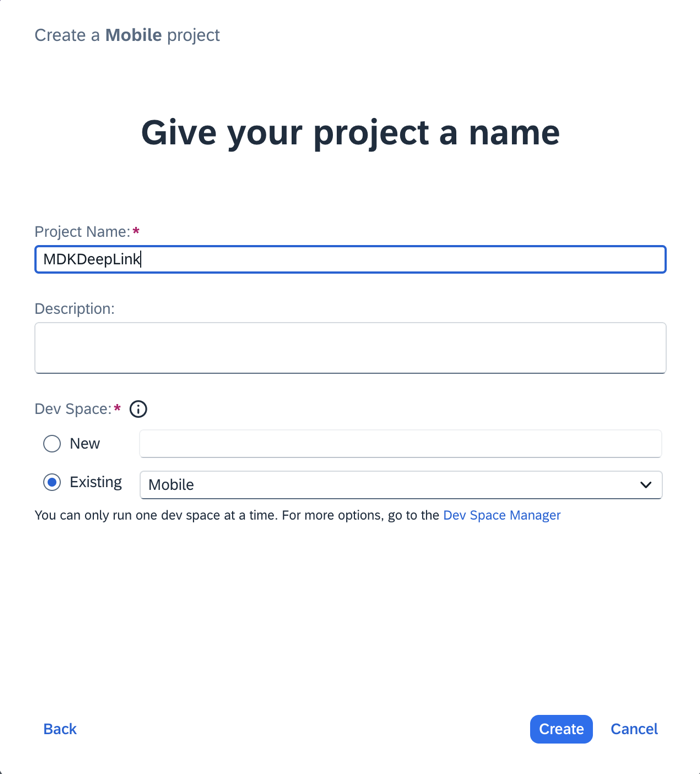 Create a Mobile project
Give your project a name
Project Name:*
MDKDeepLink
Description:
Dev Space:*
New
Existing
Mobile
You can only run one dev space at a time. For more options, go to the Dev Space Manager
Back
Create
Cancel